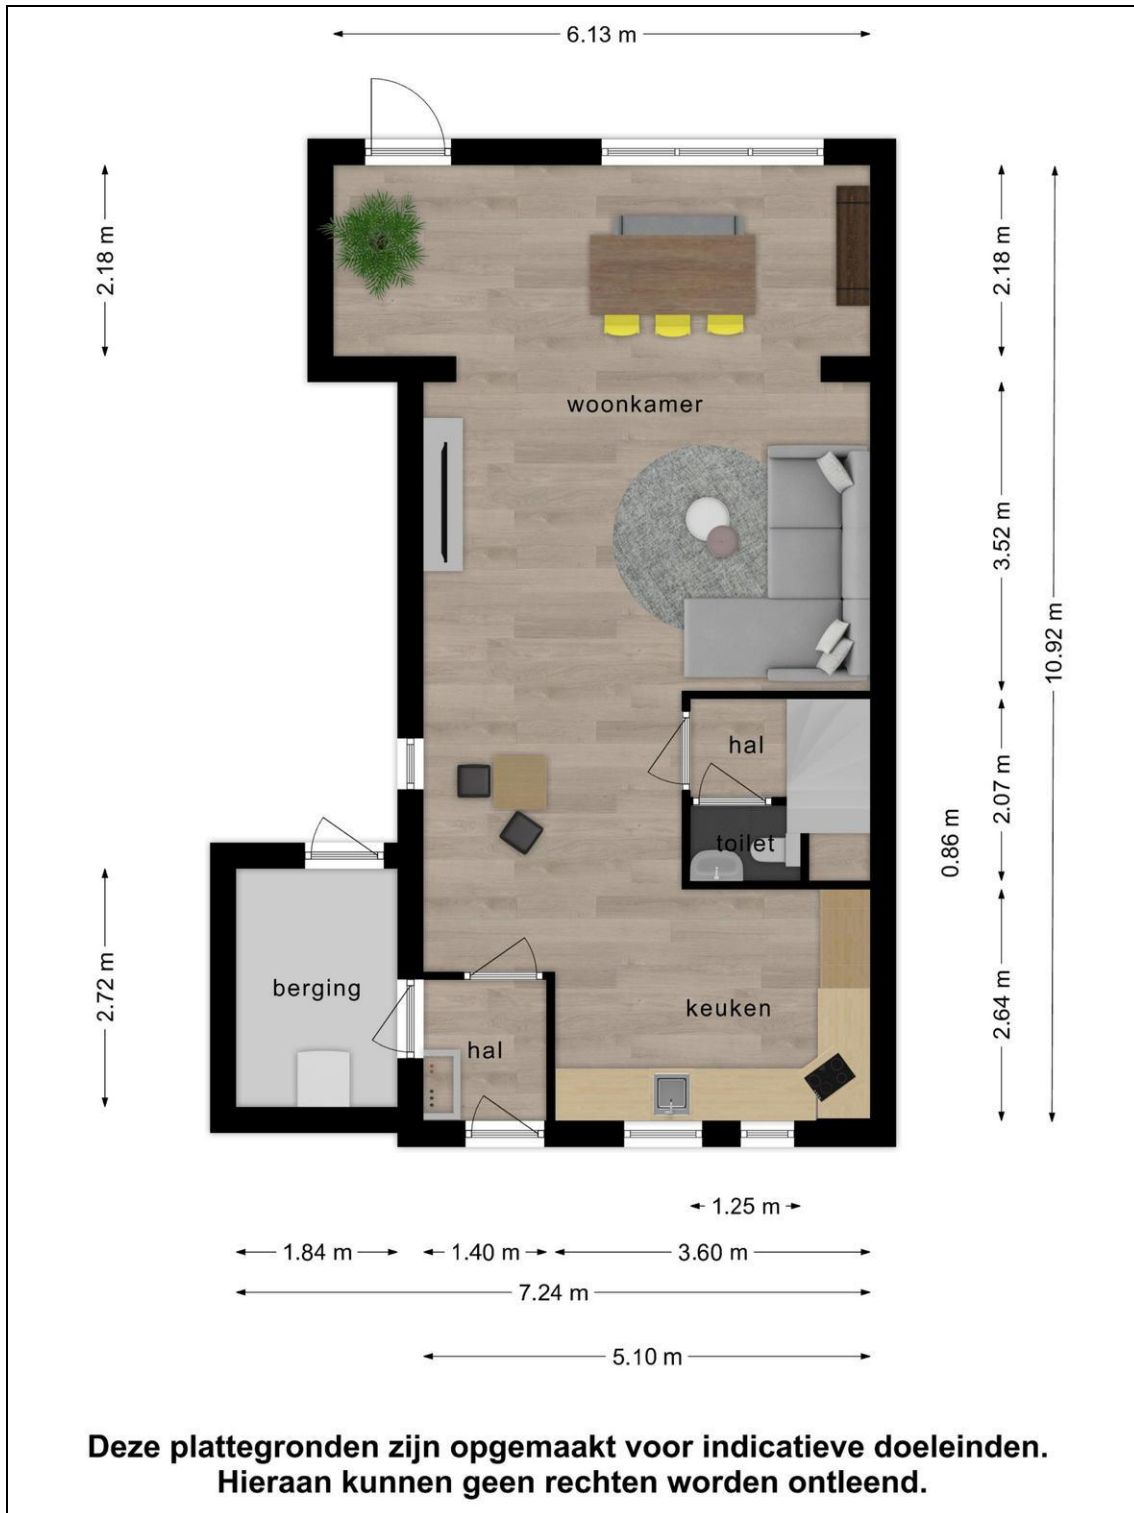 6.13 m
2.18 m
2.18 m
woonkamer
3.52 m
10.92 m
hal
2.07 m
toilet
0.86 m
2.72 m
berging
keuken
2.64 m
hal
1.25 m
1.84 m
1.40 m
3.60 m
7.24 m
5.10 m
Deze plattegronden zijn opgemaakt voor indicatieve doeleinden.
Hieraan kunnen geen rechten worden ontleend.